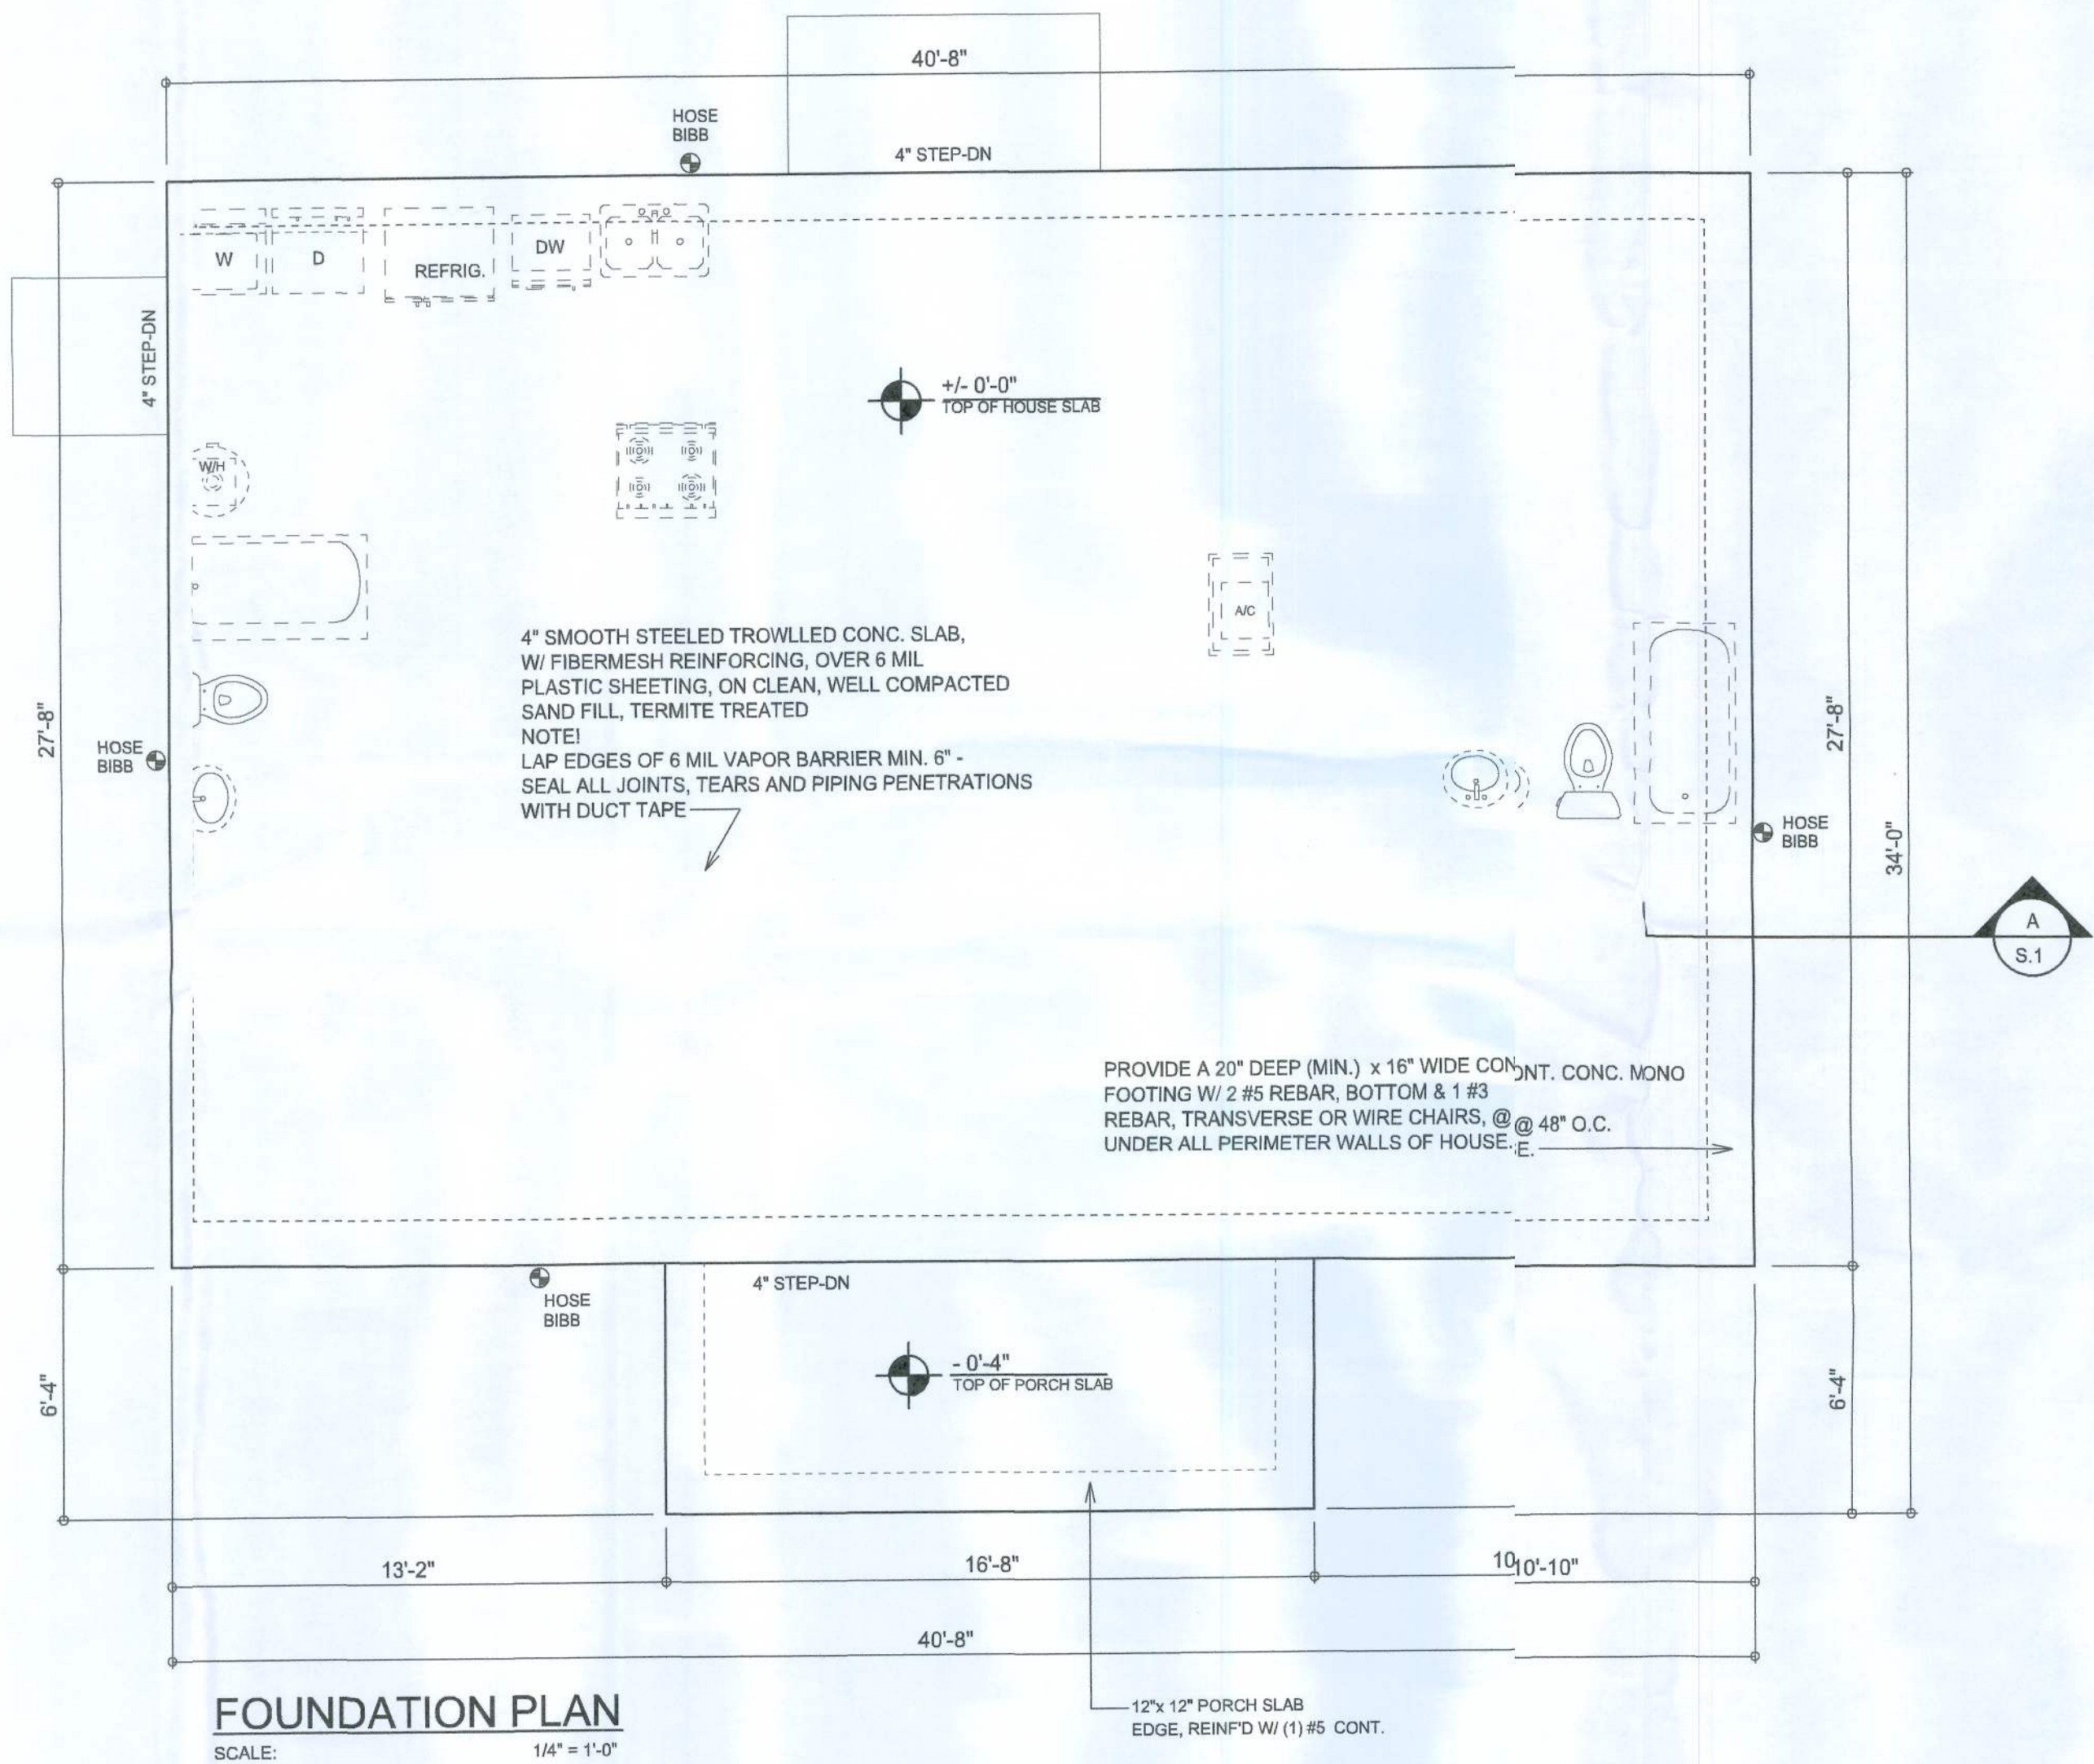 40'-8"
HOSE
BIBB
4" STEP-DN
W
D
REFRIG.
DW
4" STEP-DN
+/- 0'-0"
TOP OF HOUSE SLAB
W/H
A/C
4" SMOOTH STEELED TROWLLED CONC. SLAB,
W/ FIBERMESH REINFORCING, OVER 6 MIL
PLASTIC SHEETING, ON CLEAN, WELL COMPACTED
SAND FILL, TERMITE TREATED
NOTE!
LAP EDGES OF 6 MIL VAPOR BARRIER MIN. 6" -
SEAL ALL JOINTS, TEARS AND PIPING PENETRATIONS
WITH DUCT TAPE
27'-8"
HOSE
BIBB
27'-8"
HOSE
BIBB
34'-0"
A
S.1
PROVIDE A 20" DEEP (MIN.) x 16" WIDE CONONT. CONC. MONO
FOOTING W/ 2 #5 REBAR, BOTTOM & 1 #3
REBAR, TRANSVERSE OR WIRE CHAIRS, @@ 48" O.C.
UNDER ALL PERIMETER WALLS OF HOUSE.E.
HOSE
BIBB
4" STEP-DN
- 0'-4"
TOP OF PORCH SLAB
6'-4"
6'-4"
13'-2"
16'-8"
1010'-10"
40'-8"
12"x 12" PORCH SLAB
EDGE, REINF'D W/ (1) #5 CONT.
FOUNDATION PLAN
SCALE: 1/4" = 1'-0"